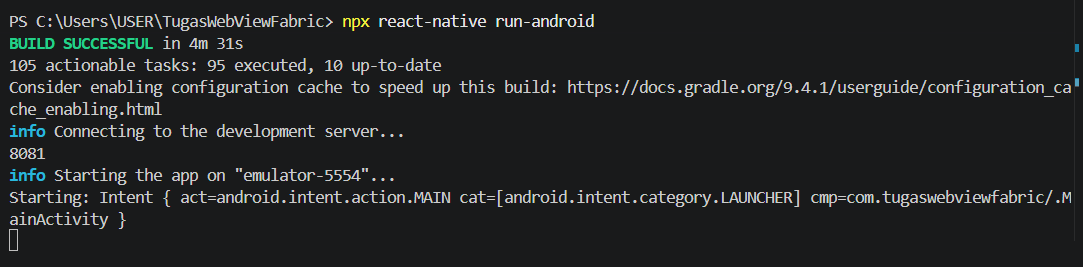 PS C:\Users\USER\TugasWebViewFabric> npx react-native run-android
BUILD SUCCESSFUL in 4m 31s
105 actionable tasks: 95 executed, 10 up-to-date
Consider enabling configuration cache to speed up this build: https://docs.gradle.org/9.4.1/userguide/configuration_ca
che_enabling.html
info Connecting to the development server...
8081
info Starting the app on "emulator-5554"...
Starting: Intent { act=android.intent.action.MAIN cat=[android.intent.category.LAUNCHER] cmp=com.tugaswebviewfabric/.M
ainActivity }